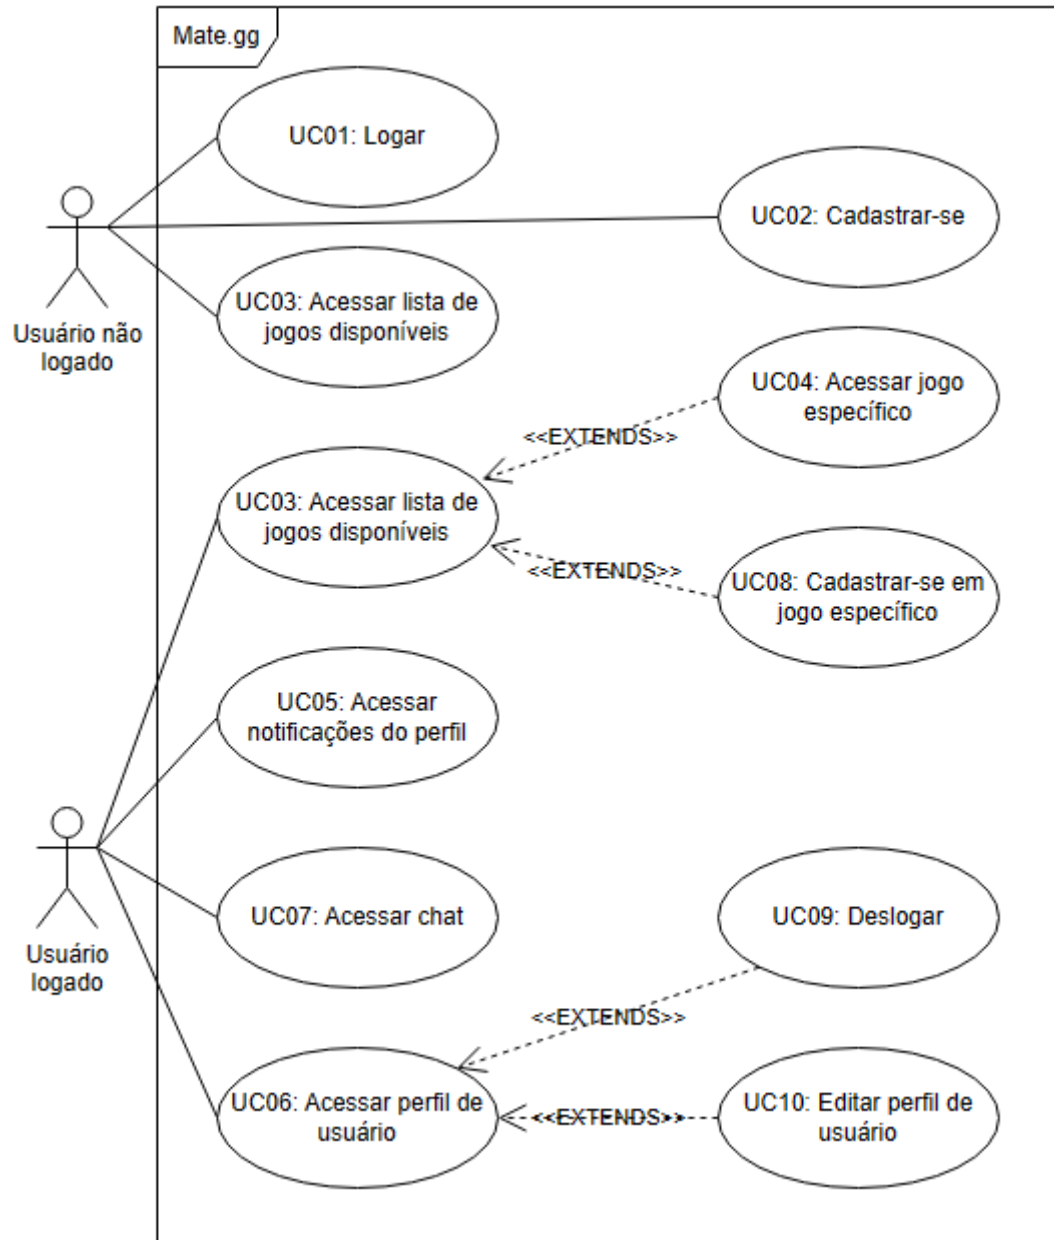 Mate.gg
UC01: Logar
UC02: Cadastrar-se
UC03: Acessar lista de
jogos disponíveis
Usuário não
logado
UC04: Acessar jogo
específico
<<EXTENDS>>
UC03: Acessar lista de
jogos disponíveis
<<EXTENDS>>
UC08: Cadastrar-se em
jogo específico
UC05: Acessar
notificações do perfil
UC07: Acessar chat
UC09: Deslogar
Usuário
logado
<<EXTENDS>>
UC06: Acessar perfil de
usuário
<<EXTENDS>>
UC10: Editar perfil de
usuário